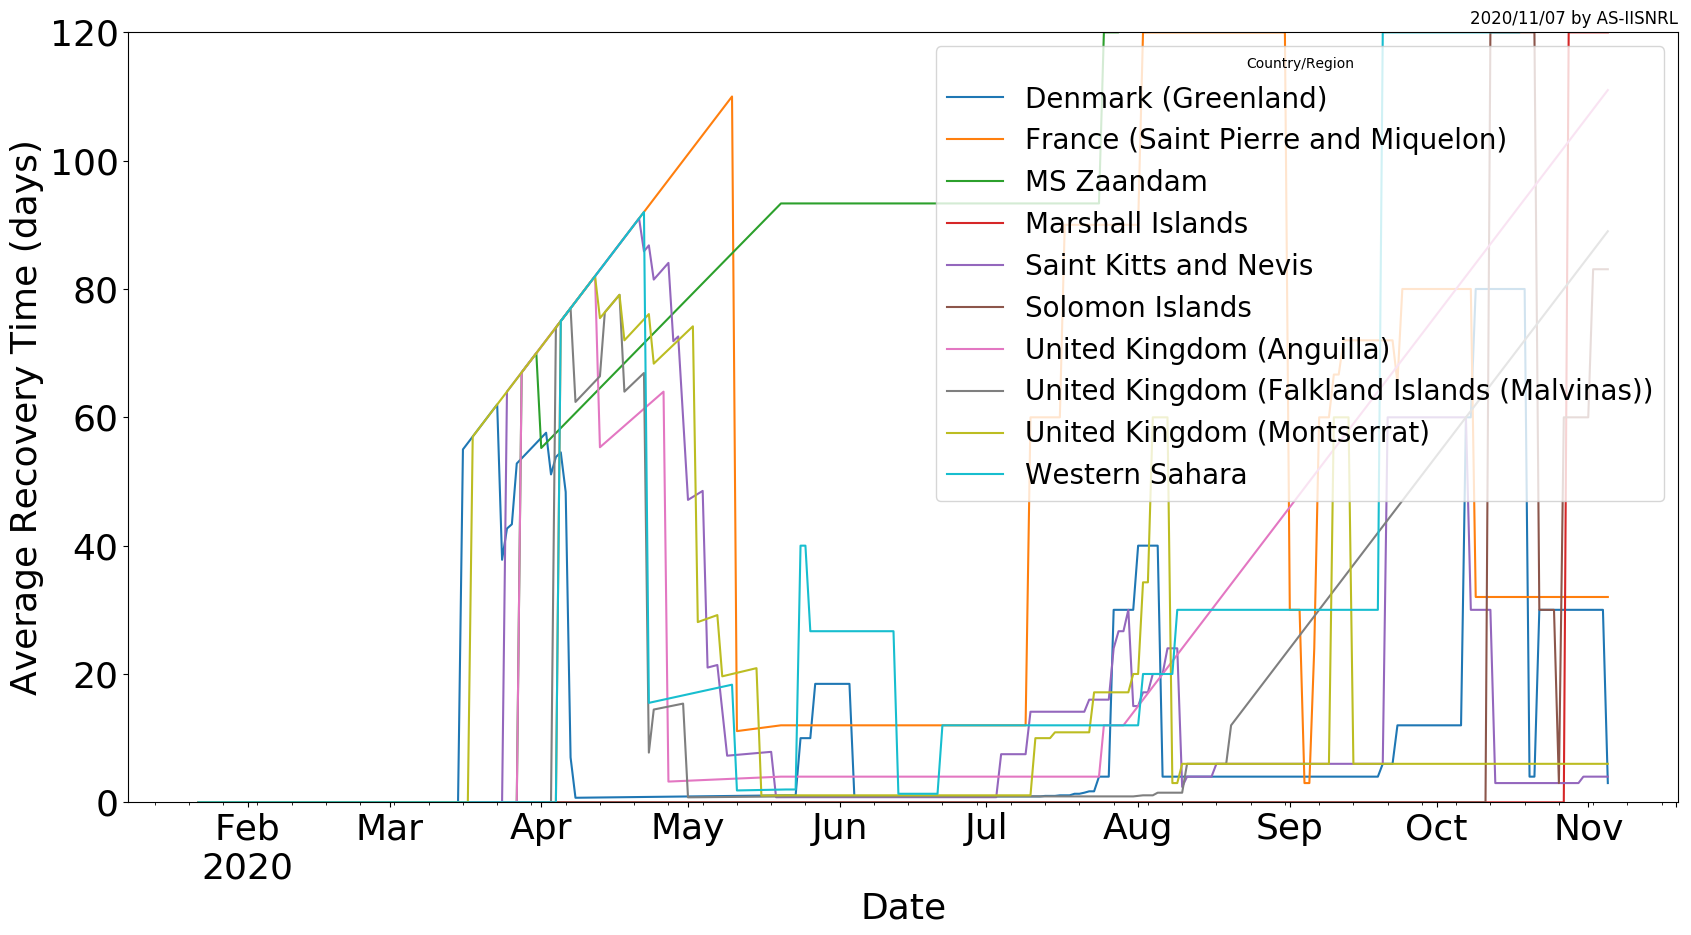 2020/11/07 by AS-IISNRL
120
100
80
60
40
20
0
Average Recovery Time (days)
Country/Region
Denmark (Greenland)
France (Saint Pierre and Miquelon)
MS Zaandam
Marshall Islands
Saint Kitts and Nevis
Solomon Islands
United Kingdom (Anguilla)
United Kingdom (Falkland Islands (Malvinas))
United Kingdom (Montserrat)
Western Sahara
Feb Mar Apr May Jun Jul Aug Sep Oct Nov
2020
Date